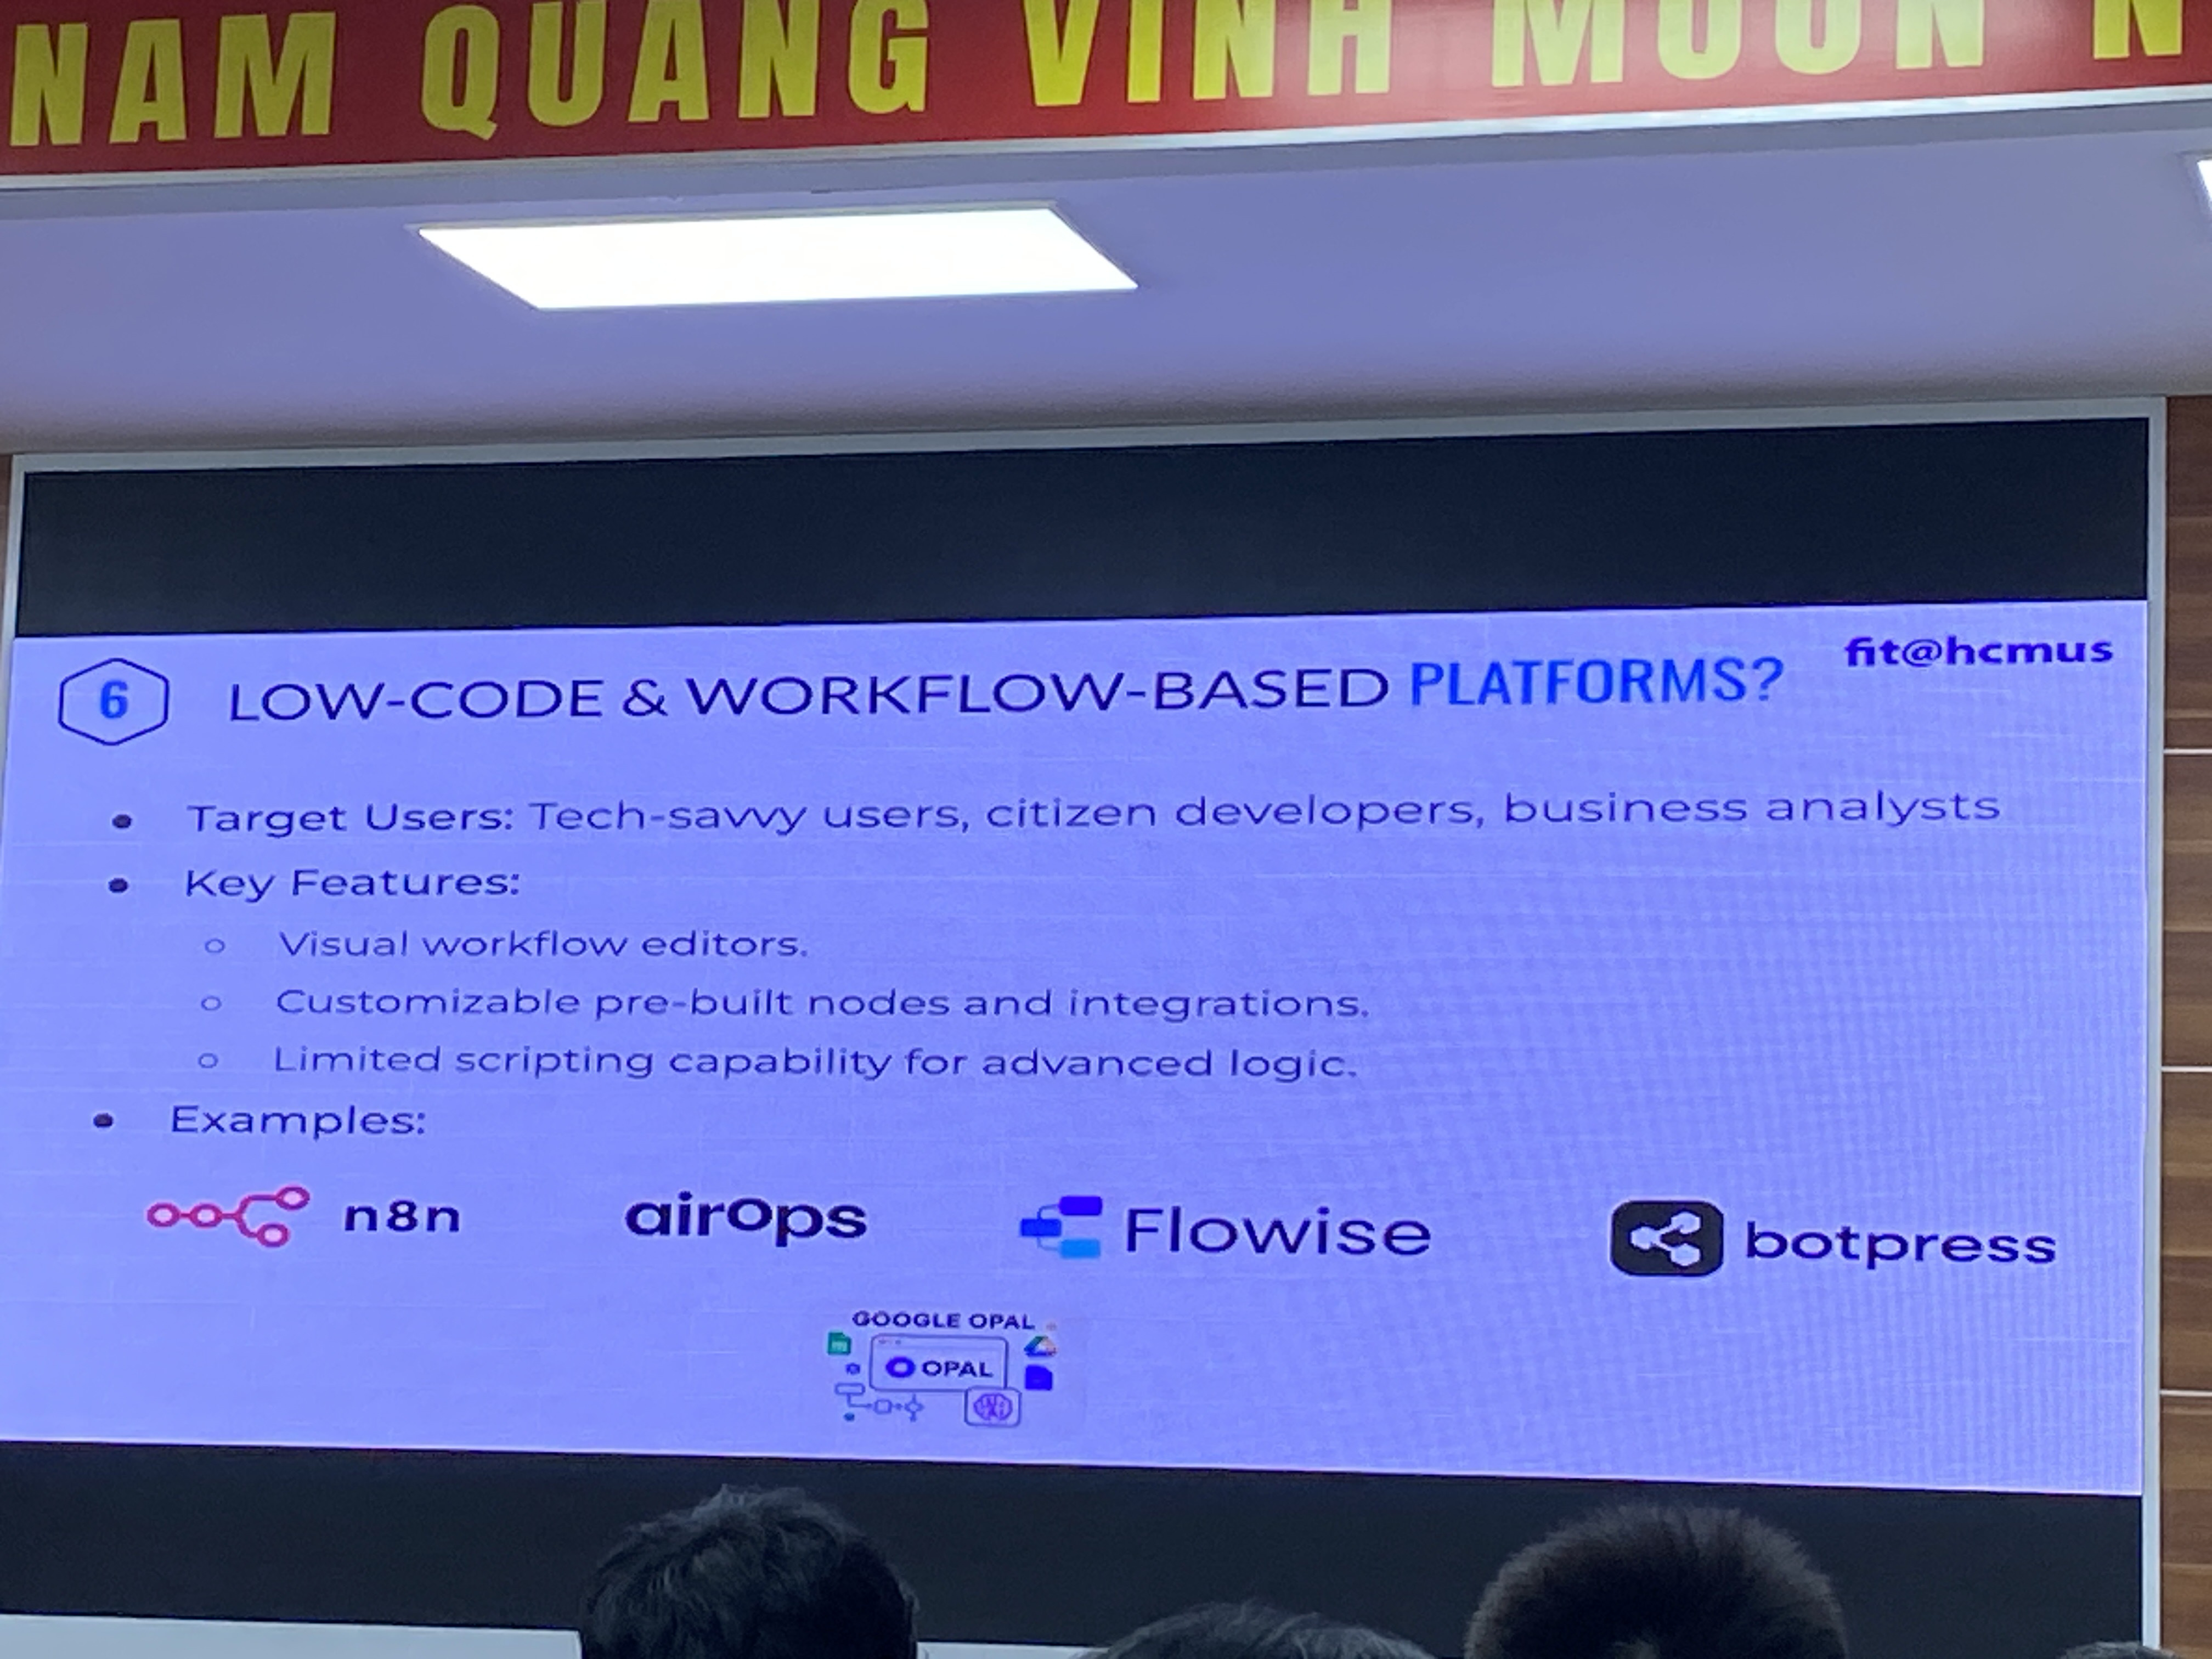 NAM QUANG VINH MUÔN N
fit@hcmus
6 LOW-CODE & WORKFLOW-BASED PLATFORMS?
• Target Users: Tech-savvy users, citizen developers, business analysts
• Key Features:
○ Visual workflow editors.
○ Customizable pre-built nodes and integrations.
○ Limited scripting capability for advanced logic.
• Examples:
n8n
airOps
Flowise
botpress
GOOGLE OPAL
OPAL